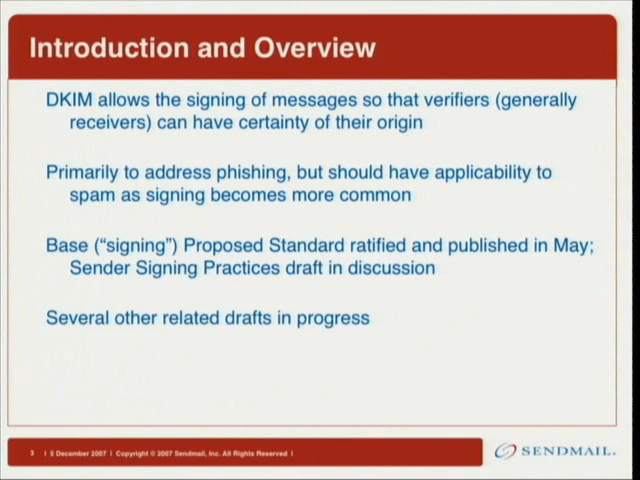 Introduction and Overview
DKIM allows the signing of messages so that verifiers (generally
receivers) can have certainty of their origin
Primarily to address phishing, but should have applicability to
spam as signing becomes more common
Base (“signing”) Proposed Standard ratified and published in May;
Sender Signing Practices draft in discussion
Several other related drafts in progress
3 | 5 December 2007 | Copyright © 2007 Sendmail, Inc. All Rights Reserved |
SENDMAIL.